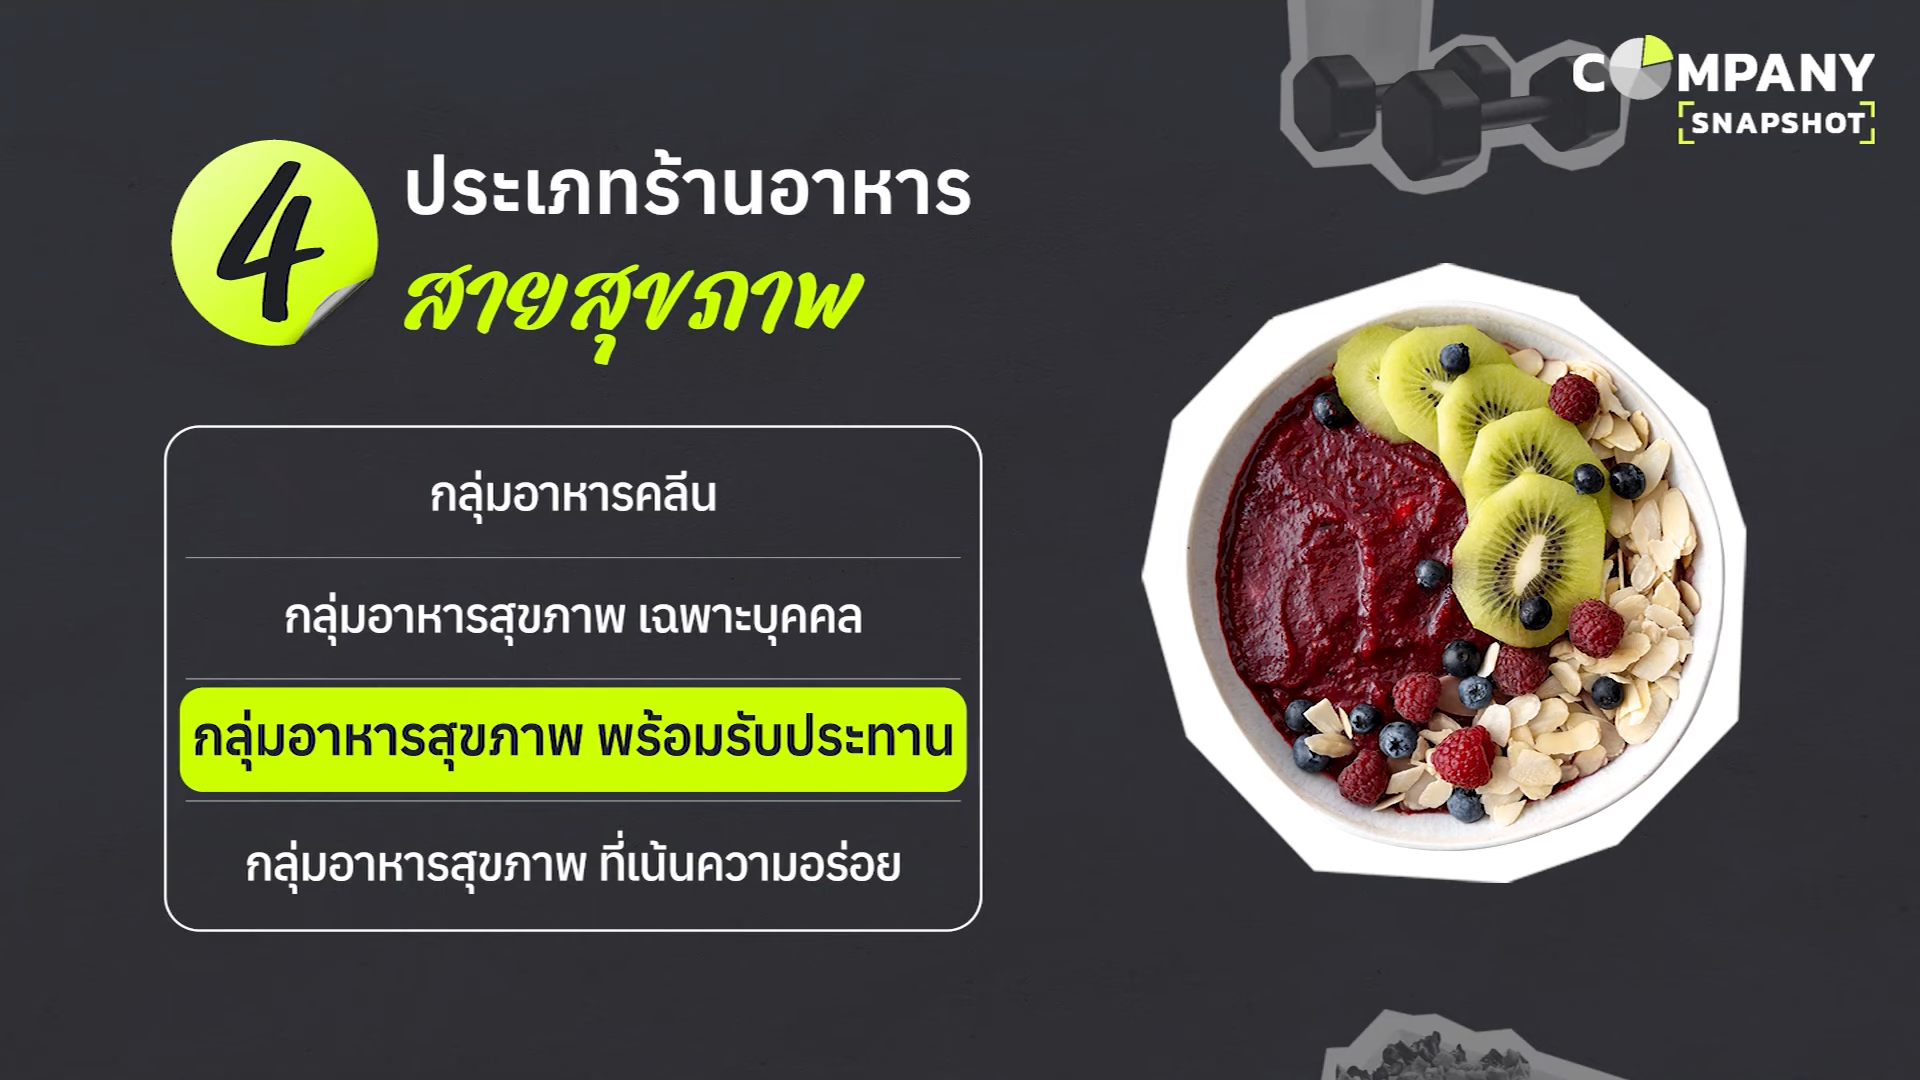 COMPANY
SNAPSHOT
4
ประเภทร้านอาหาร
สายสุขภาพ
กลุ่มอาหารคลีน
กลุ่มอาหารสุขภาพ เฉพาะบุคคล
กลุ่มอาหารสุขภาพ พร้อมรับประทาน
กลุ่มอาหารสุขภาพ ที่เน้นความอร่อย